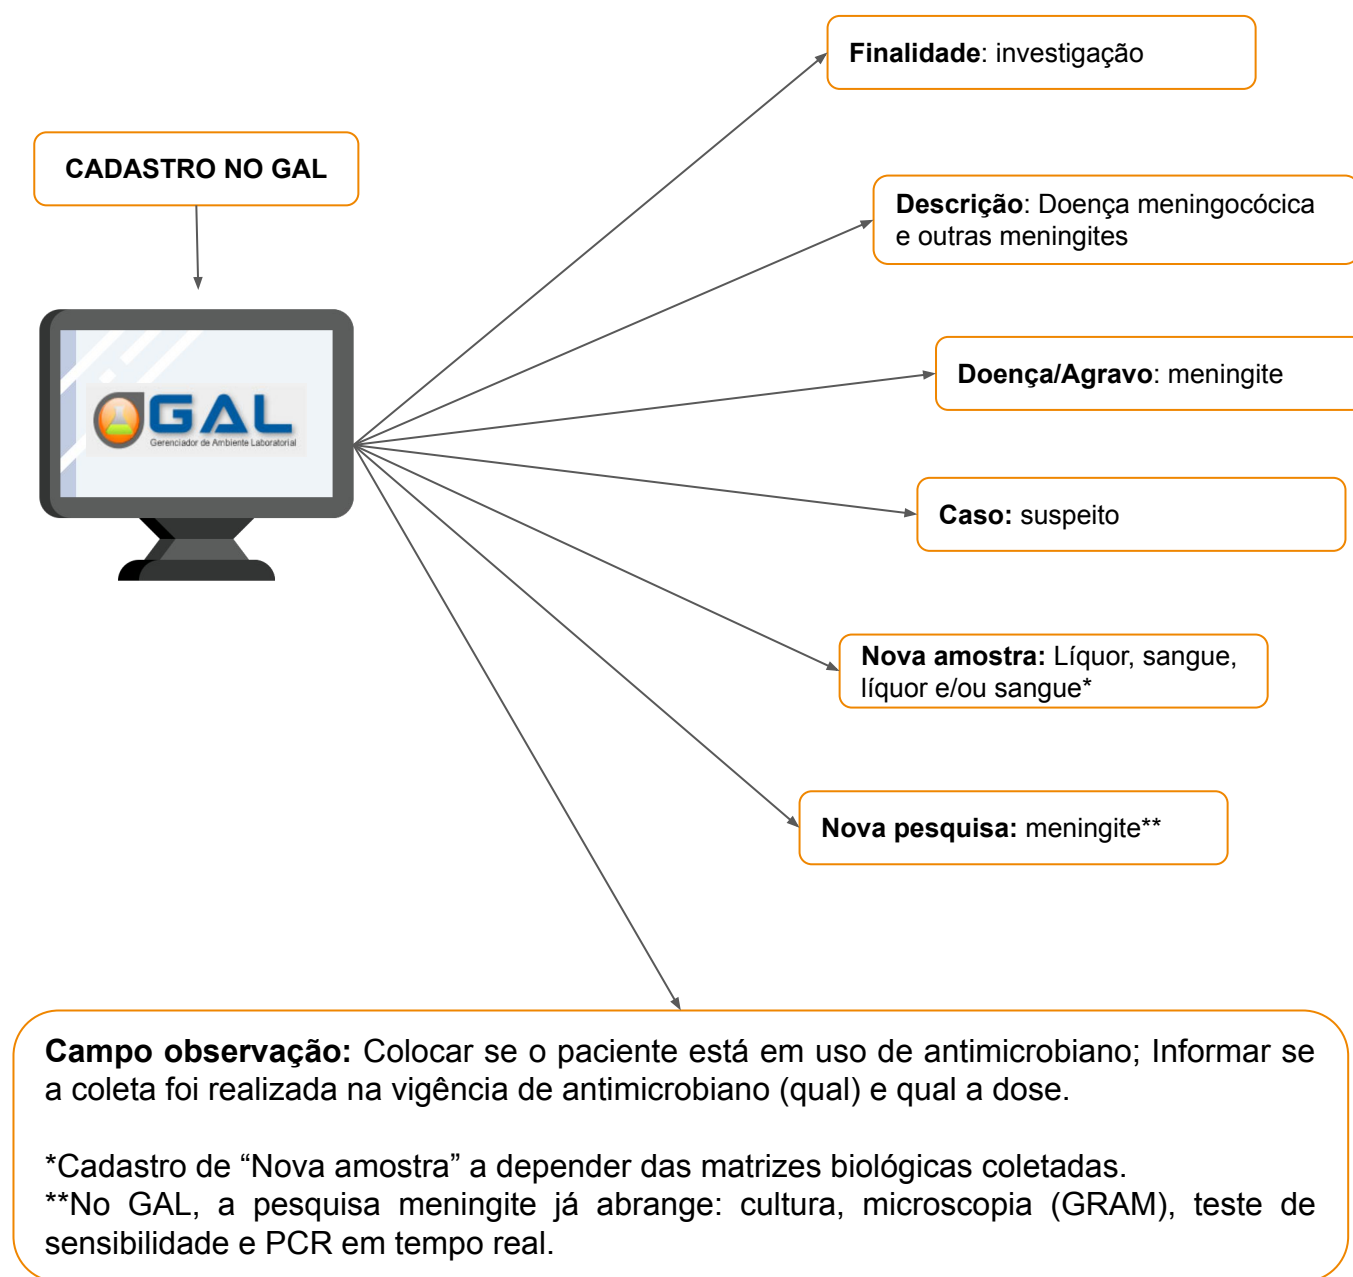 Finalidade: investigação
CADASTRO NO GAL
Descrição: Doença meningocócica
e outras meningites
GAL
Gerenciador de Ambiente Laboratorial
Doença/Agravo: meningite
Caso: suspeito
Nova amostra: Líquor, sangue,
líquor e/ou sangue*
Nova pesquisa: meningite**
Campo observação: Colocar se o paciente está em uso de antimicrobiano; Informar se
a coleta foi realizada na vigência de antimicrobiano (qual) e qual a dose.
*Cadastro de “Nova amostra” a depender das matrizes biológicas coletadas.
**No GAL, a pesquisa meningite já abrange: cultura, microscopia (GRAM), teste de
sensibilidade e PCR em tempo real.